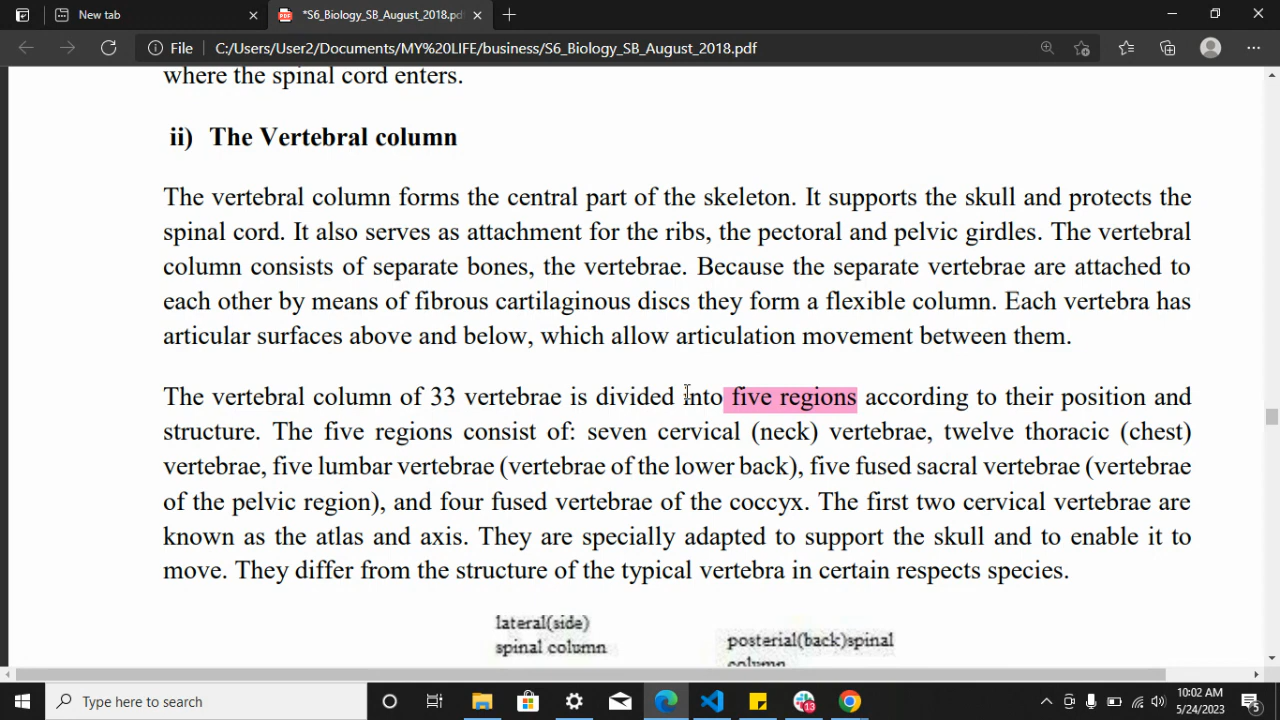 New tab
*S6_Biology_SB_August_2018.pdf
File
C:/Users/User2/Documents/MY%20LIFE/business/S6_Biology_SB_August_2018.pdf
where the spinal cord enters.
ii) The Vertebral column
The vertebral column forms the central part of the skeleton. It supports the skull and protects the
spinal cord. It also serves as attachment for the ribs, the pectoral and pelvic girdles. The vertebral
column consists of separate bones, the vertebrae. Because the separate vertebrae are attached to
each other by means of fibrous cartilaginous discs they form a flexible column. Each vertebra has
articular surfaces above and below, which allow articulation movement between them.
The vertebral column of 33 vertebrae is divided into five regions according to their position and
structure. The five regions consist of: seven cervical (neck) vertebrae, twelve thoracic (chest)
vertebrae, five lumbar vertebrae (vertebrae of the lower back), five fused sacral vertebrae (vertebrae
of the pelvic region), and four fused vertebrae of the coccyx. The first two cervical vertebrae are
known as the atlas and axis. They are specially adapted to support the skull and to enable it to
move. They differ from the structure of the typical vertebra in certain respects species.
lateral(side)
spinal column
posterial(back)spinal
column
Type here to search
13
10:02 AM
5/24/2023
5